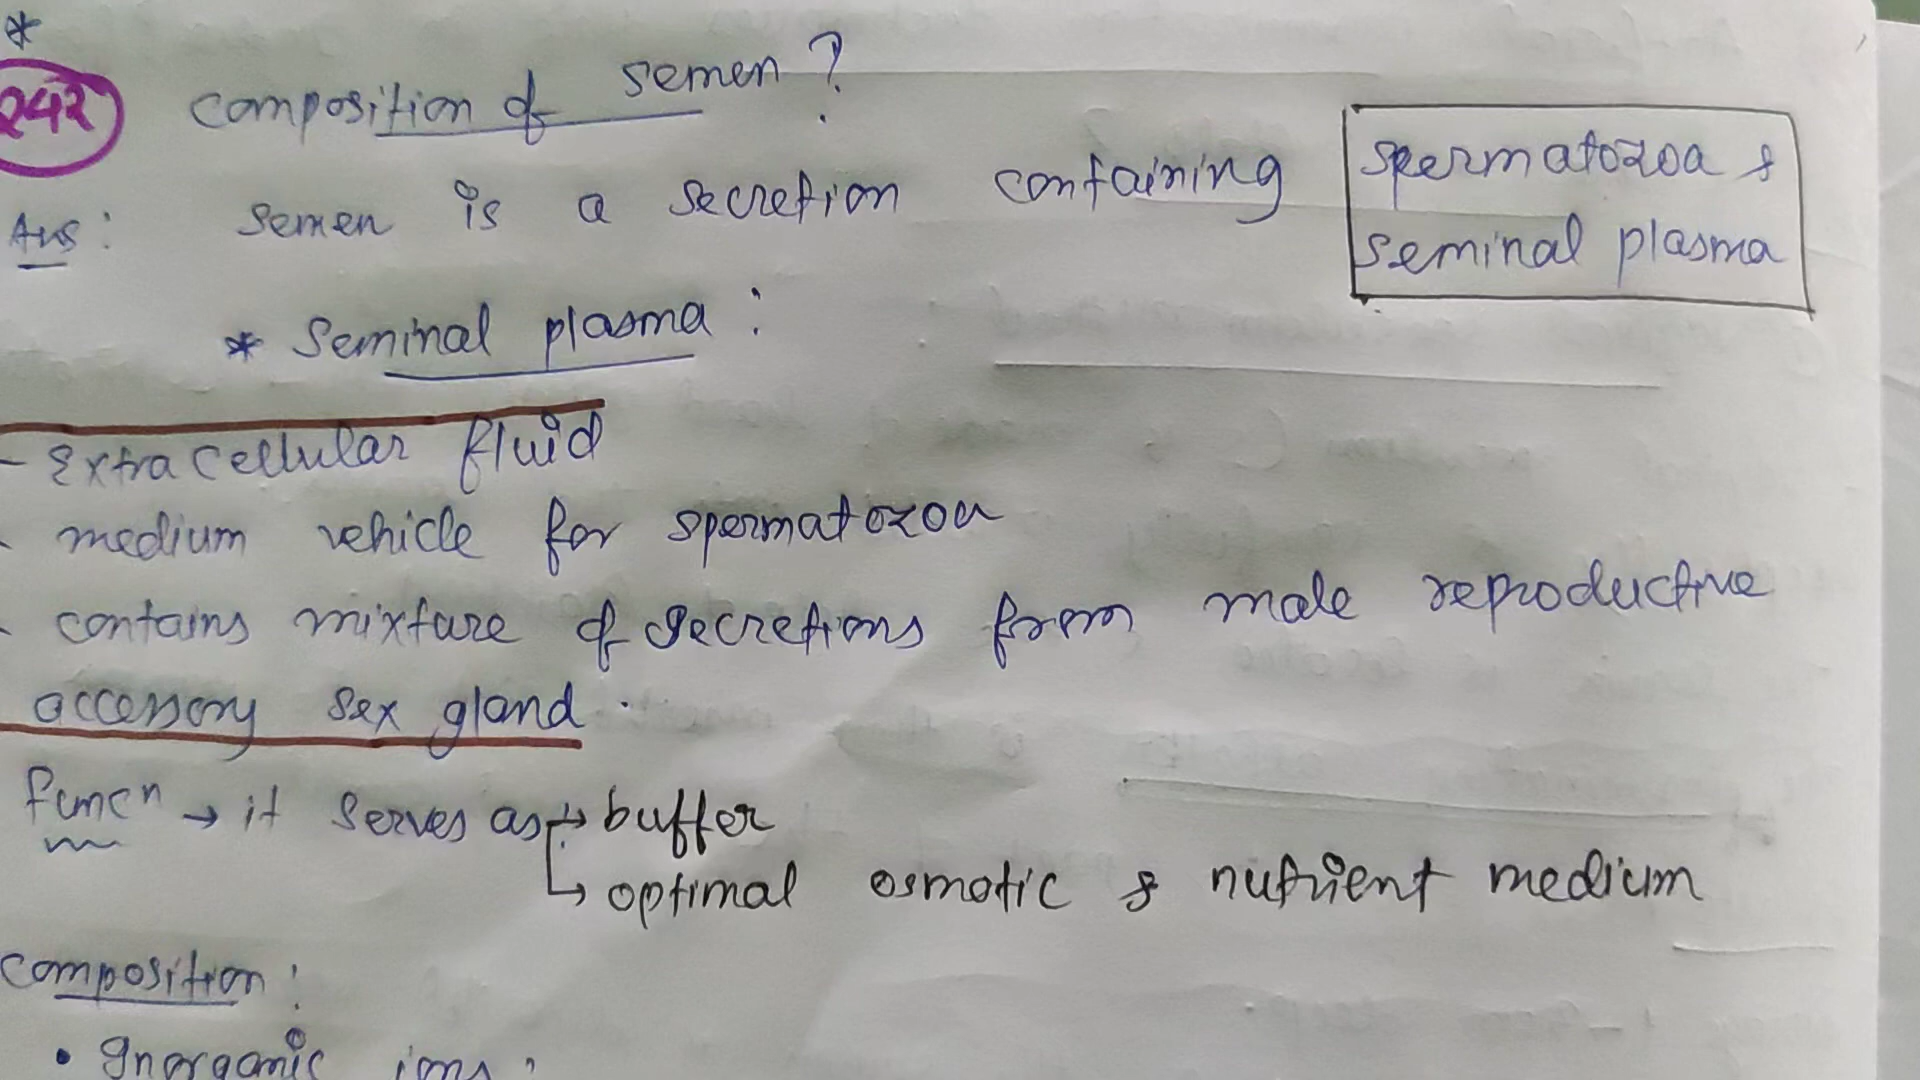 *
242 composition of semen ?
Ans : semen is a secretion containing spermatozoa &
seminal plasma
* Seminal plasma :
- Extracellular fluid
- medium vehicle for spermatozoa
- contains mixture of secretions from male reproductive
accessory sex gland .
funcⁿ → it serves as → buffer
↳ optimal osmotic & nutrient medium
composition :
• Inorganic ions :